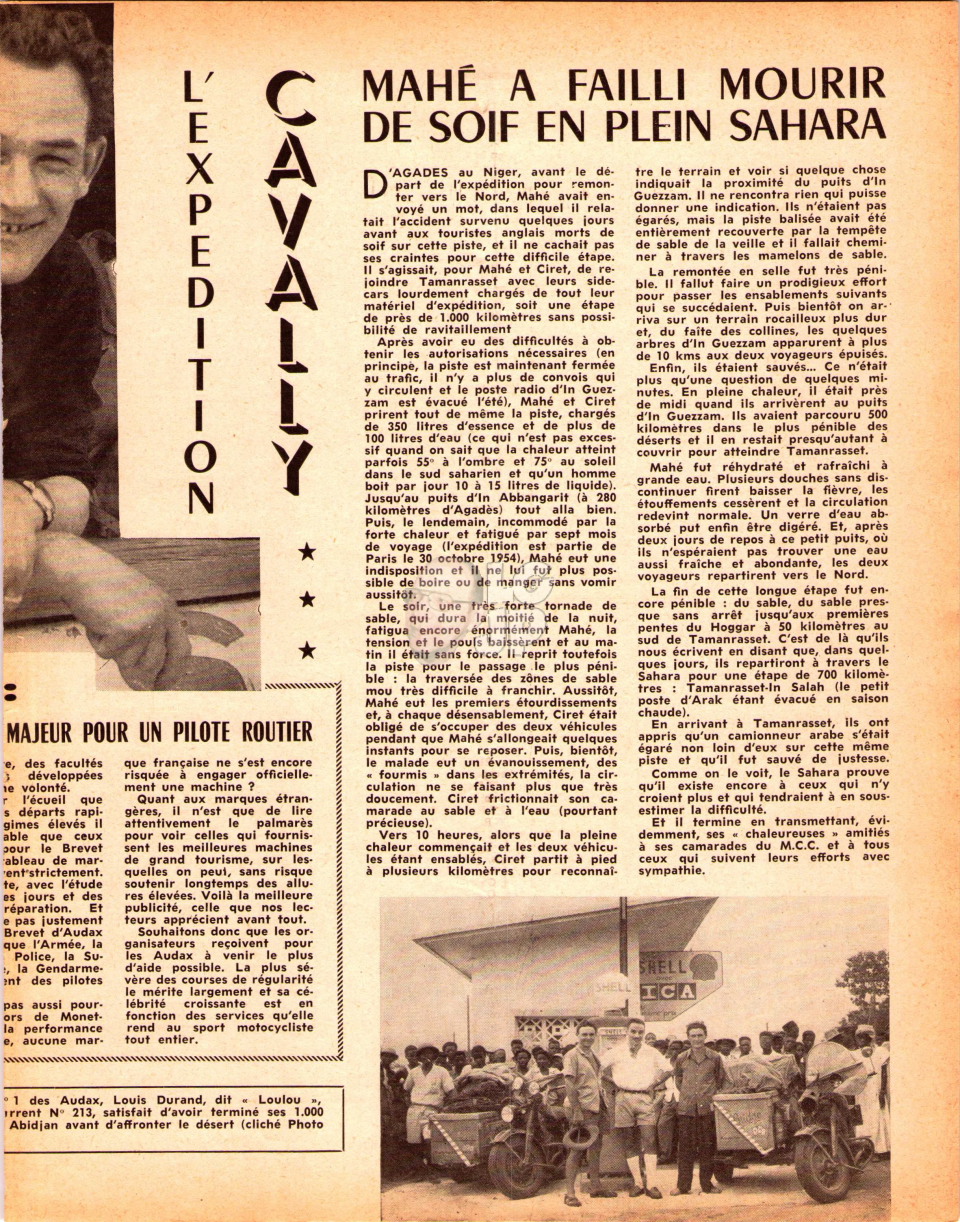 L'EXPEDITION
CAVALLY
MAHÉ A FAILLI MOURIR
DE SOIF EN PLEIN SAHARA
D'AGADES au Niger, avant le dé-
part de l'expédition pour remon-
ter vers le Nord, Mahé avait en-
voyé un mot, dans lequel il rela-
tait l'accident survenu quelques jours
avant aux touristes anglais morts de
soif sur cette piste, et il ne cachait pas
ses craintes pour cette difficile étape.
Il s'agissait, pour Mahé et Ciret, de re-
joindre Tamanrasset avec leurs side-
cars lourdement chargés de tout leur
matériel d'expédition, soit une étape
de près de 1.000 kilomètres sans possi-
bilité de ravitaillement
Après avoir eu des difficultés à ob-
tenir les autorisations nécessaires (en
principe, la piste est maintenant fermée
au trafic, il n'y a plus de convois qui
y circulent et le poste radio d'In Guez-
zam est évacué l'été), Mahé et Ciret
prirent tout de même la piste, chargés
de 350 litres d'essence et de plus de
100 litres d'eau (ce qui n'est pas exces-
sif quand on sait que la chaleur atteint
parfois 55° à l'ombre et 75° au soleil
dans le sud saharien et qu'un homme
boit par jour 10 à 15 litres de liquide).
Jusqu'au puits d'In Abbangarit (à 280
kilomètres d'Agadès) tout alla bien.
Puis, le lendemain, incommodé par la
forte chaleur et fatigué par sept mois
de voyage (l'expédition est partie de
Paris le 30 octobre 1954), Mahé eut une
indisposition et il ne lui fut plus pos-
sible de boire ou de manger sans vomir
aussitôt.
Le soir, une très forte tornade de
sable, qui dura la moitié de la nuit,
fatigua encore énormément Mahé, la
tension et le pouls baissèrent et au ma-
tin il était sans force. Il reprit toutefois
la piste pour le passage le plus péni-
ble : la traversée des zônes de sable
mou très difficile à franchir. Aussitôt,
Mahé eut les premiers étourdissements
et, à chaque désensablement, Ciret était
obligé de s'occuper des deux véhicules
pendant que Mahé s'allongeait quelques
instants pour se reposer. Puis, bientôt,
le malade eut un évanouissement, des
« fourmis » dans les extrémités, la cir-
culation ne se faisant plus que très
doucement. Ciret frictionnait son ca-
marade au sable et à l'eau (pourtant
précieuse).
Vers 10 heures, alors que la pleine
chaleur commençait et les deux véhicu-
les étant ensablés, Ciret partit à pied
à plusieurs kilomètres pour reconnaî-
tre le terrain et voir si quelque chose
indiquait la proximité du puits d'In
Guezzam. Il ne rencontra rien qui puisse
donner une indication. Ils n'étaient pas
égarés, mais la piste balisée avait été
entièrement recouverte par la tempête
de sable de la veille et il fallait chemi-
ner à travers les mamelons de sable.
La remontée en selle fut très péni-
ble. Il fallut faire un prodigieux effort
pour passer les ensablements suivants
qui se succédaient. Puis bientôt on ar-
riva sur un terrain rocailleux plus dur
et, du faîte des collines, les quelques
arbres d'In Guezzam apparurent à plus
de 10 kms aux deux voyageurs épuisés.
Enfin, ils étaient sauvés... Ce n'était
plus qu'une question de quelques mi-
nutes. En pleine chaleur, il était près
de midi quand ils arrivèrent au puits
d'In Guezzam. Ils avaient parcouru 500
kilomètres dans le plus pénible des
déserts et il en restait presqu'autant à
couvrir pour atteindre Tamanrasset.
Mahé fut réhydraté et rafraîchi à
grande eau. Plusieurs douches sans dis-
continuer firent baisser la fièvre, les
étouffements cessèrent et la circulation
redevint normale. Un verre d'eau ab-
sorbé put enfin être digéré. Et, après
deux jours de repos à ce petit puits, où
ils n'espéraient pas trouver une eau
aussi fraîche et abondante, les deux
voyageurs repartirent vers le Nord.
La fin de cette longue étape fut en-
core pénible : du sable, du sable pres-
que sans arrêt jusqu'aux premières
pentes du Hoggar à 50 kilomètres au
sud de Tamanrasset. C'est de là qu'ils
nous écrivent en disant que, dans quel-
ques jours, ils repartiront à travers le
Sahara pour une étape de 700 kilomè-
tres : Tamanrasset-In Salah (le petit
poste d'Arak étant évacué en saison
chaude).
En arrivant à Tamanrasset, ils ont
appris qu'un camionneur arabe s'était
égaré non loin d'eux sur cette même
piste et qu'il fut sauvé de justesse.
Comme on le voit, le Sahara prouve
qu'il existe encore à ceux qui n'y
croient plus et qui tendraient à en sous-
estimer la difficulté.
Et il termine en transmettant, évi-
demment, ses « chaleureuses » amitiés
à ses camarades du M.C.C. et à tous
ceux qui suivent leurs efforts avec
sympathie.
MAJEUR POUR UN PILOTE ROUTIER
e, des facultés
développées
ne volonté.
r l'écueil que
s départs rapi-
gimes élevés il
able que ceux
pour le Brevet
ableau de mar-
vent strictement.
te, avec l'étude
es jours et des
réparation. Et
e pas justement
Brevet d'Audax
que l'Armée, la
Police, la Su-
, la Gendarme-
ent des pilotes
pas aussi pour-
ors de Monet-
la performance
e, aucune mar-
que française ne s'est encore
risquée à engager officielle-
ment une machine ?
Quant aux marques étran-
gères, il n'est que de lire
attentivement le palmarès
pour voir celles qui fournis-
sent les meilleures machines
de grand tourisme, sur les-
quelles on peut, sans risque
soutenir longtemps des allu-
res élevées. Voilà la meilleure
publicité, celle que nos lec-
teurs apprécient avant tout.
Souhaitons donc que les or-
ganisateurs reçoivent pour
les Audax à venir le plus
d'aide possible. La plus sé-
vère des courses de régularité
le mérite largement et sa cé-
lébrité croissante est en
fonction des services qu'elle
rend au sport motocycliste
tout entier.
° 1 des Audax, Louis Durand, dit « Loulou »,
rrent N° 213, satisfait d'avoir terminé ses 1.000
Abidjan avant d'affronter le désert (cliché Photo
SHELL
SHELL
ICA